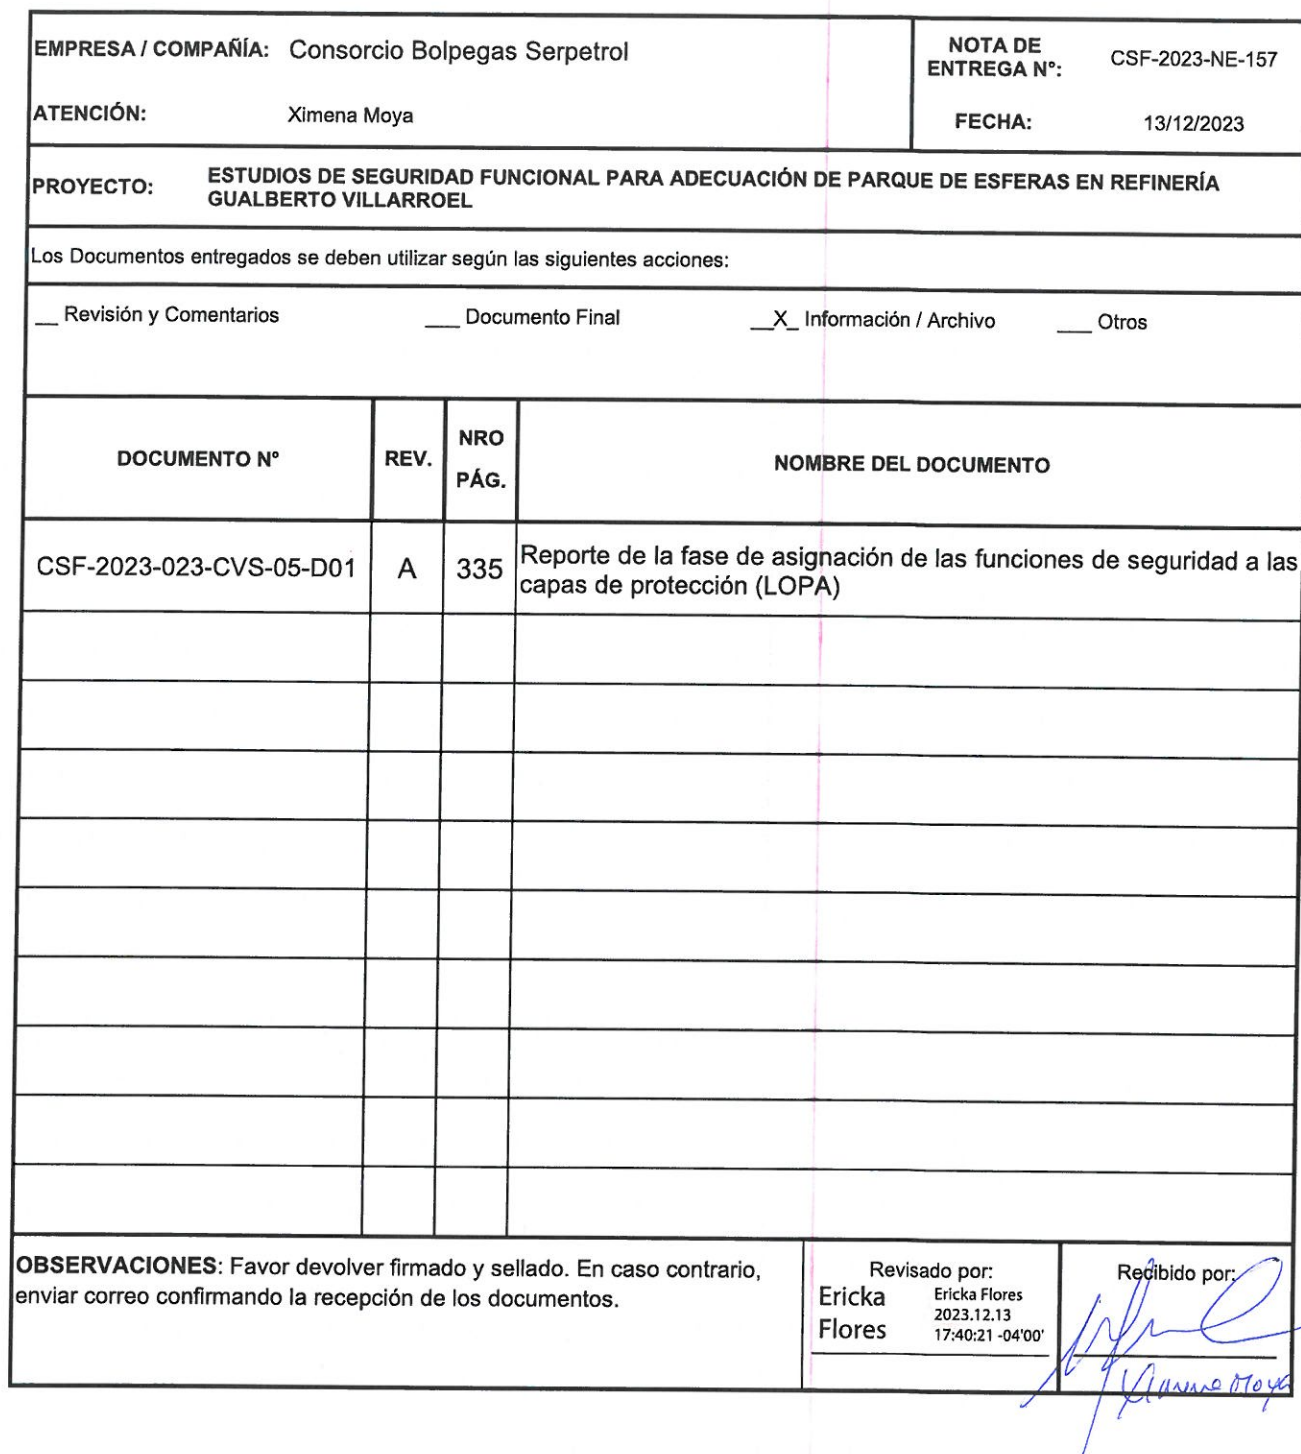 EMPRESA / COMPAÑÍA: Consorcio Bolpegas Serpetrol
NOTA DE
ENTREGA N°: CSF-2023-NE-157
ATENCIÓN: Ximena Moya
FECHA: 13/12/2023
PROYECTO: ESTUDIOS DE SEGURIDAD FUNCIONAL PARA ADECUACIÓN DE PARQUE DE ESFERAS EN REFINERÍA
GUALBERTO VILLARROEL
Los Documentos entregados se deben utilizar según las siguientes acciones:
__ Revisión y Comentarios ___ Documento Final __X_ Información / Archivo ___ Otros
DOCUMENTO N° REV. NRO PÁG. NOMBRE DEL DOCUMENTO
CSF-2023-023-CVS-05-D01 A 335 Reporte de la fase de asignación de las funciones de seguridad a las
capas de protección (LOPA)
OBSERVACIONES: Favor devolver firmado y sellado. En caso contrario,
enviar correo confirmando la recepción de los documentos.
Revisado por:
Ericka
Flores
Ericka Flores
2023.12.13
17:40:21 -04'00'
Recibido por:
Ximena Moya